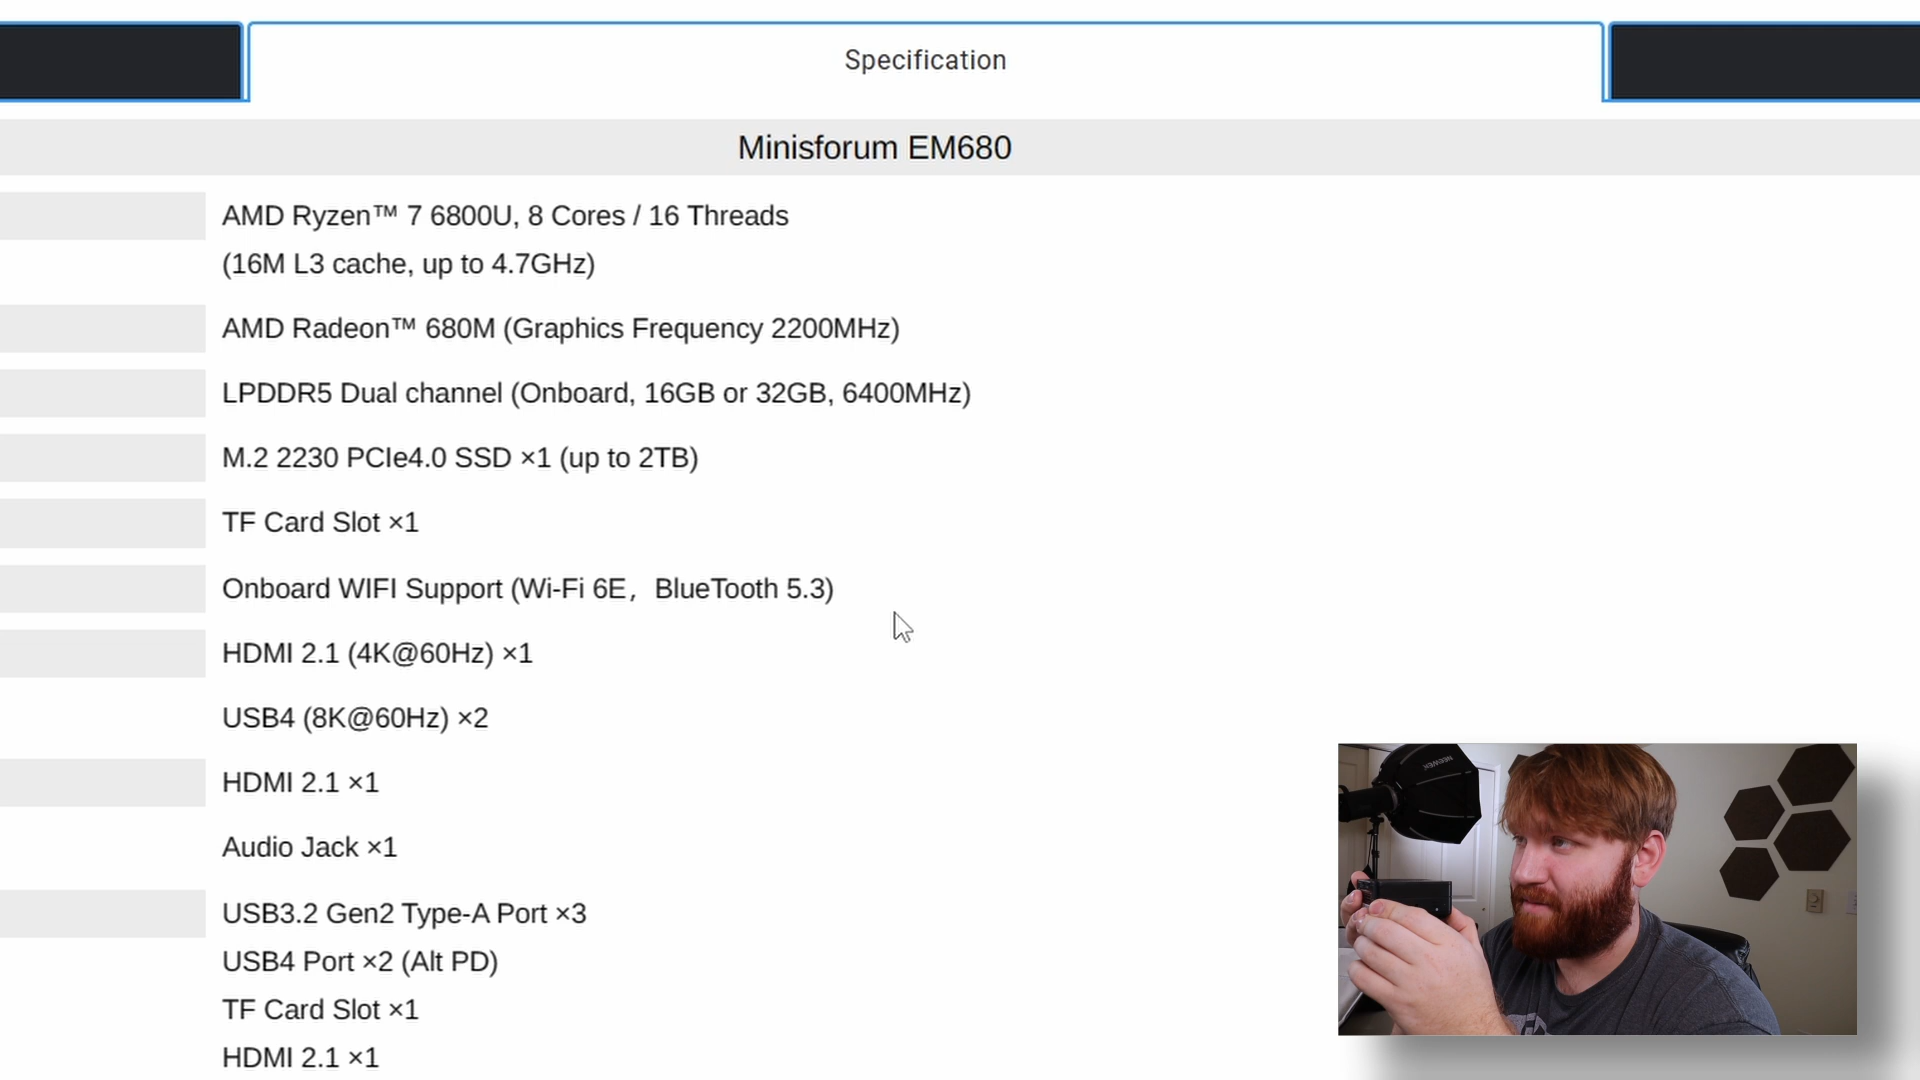 Specification
Minisforum EM680
AMD Ryzen™ 7 6800U, 8 Cores / 16 Threads
(16M L3 cache, up to 4.7GHz)
AMD Radeon™ 680M (Graphics Frequency 2200MHz)
LPDDR5 Dual channel (Onboard, 16GB or 32GB, 6400MHz)
M.2 2230 PCIe4.0 SSD ×1 (up to 2TB)
TF Card Slot ×1
Onboard WIFI Support (Wi-Fi 6E，BlueTooth 5.3)
HDMI 2.1 (4K@60Hz) ×1
USB4 (8K@60Hz) ×2
HDMI 2.1 ×1
Audio Jack ×1
USB3.2 Gen2 Type-A Port ×3
USB4 Port ×2 (Alt PD)
TF Card Slot ×1
HDMI 2.1 ×1
NEEWER